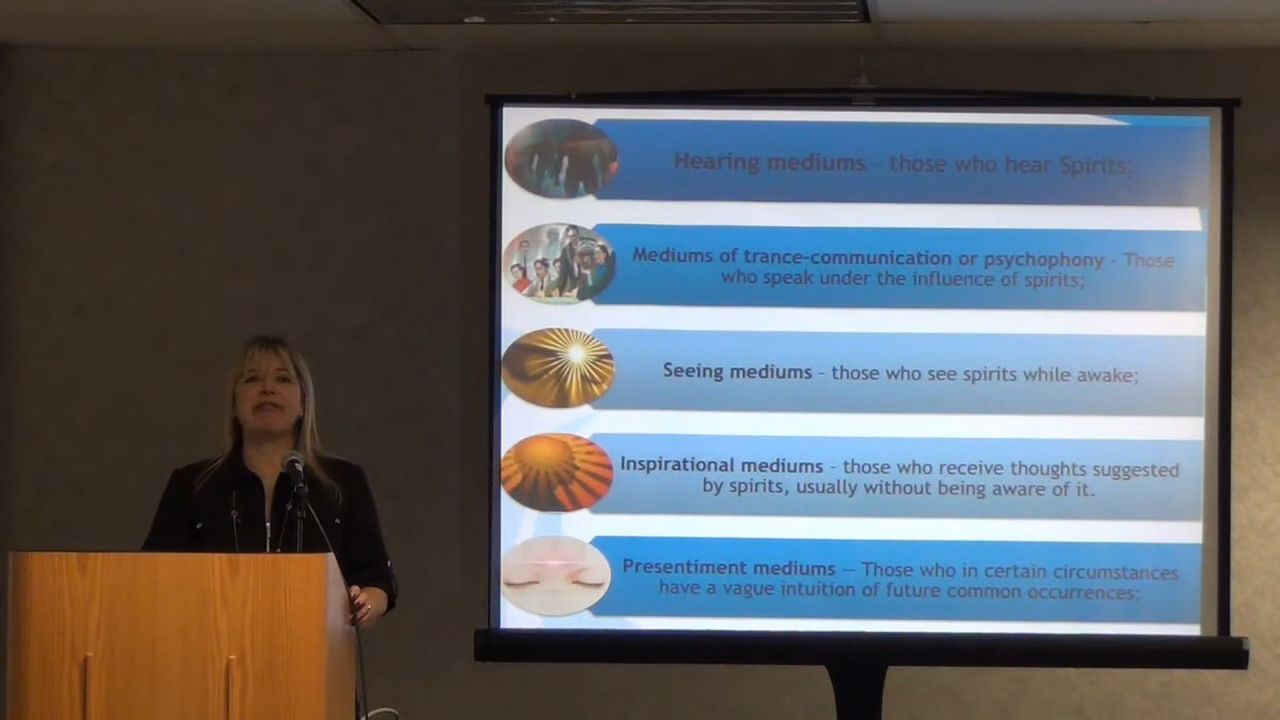 Hearing mediums - those who hear Spirits;
Mediums of trance-communication or psychophony - Those
who speak under the influence of spirits;
Seeing mediums - those who see spirits while awake;
Inspirational mediums - those who receive thoughts suggested
by spirits, usually without being aware of it.
Presentiment mediums — Those who in certain circumstances
have a vague intuition of future common occurrences;